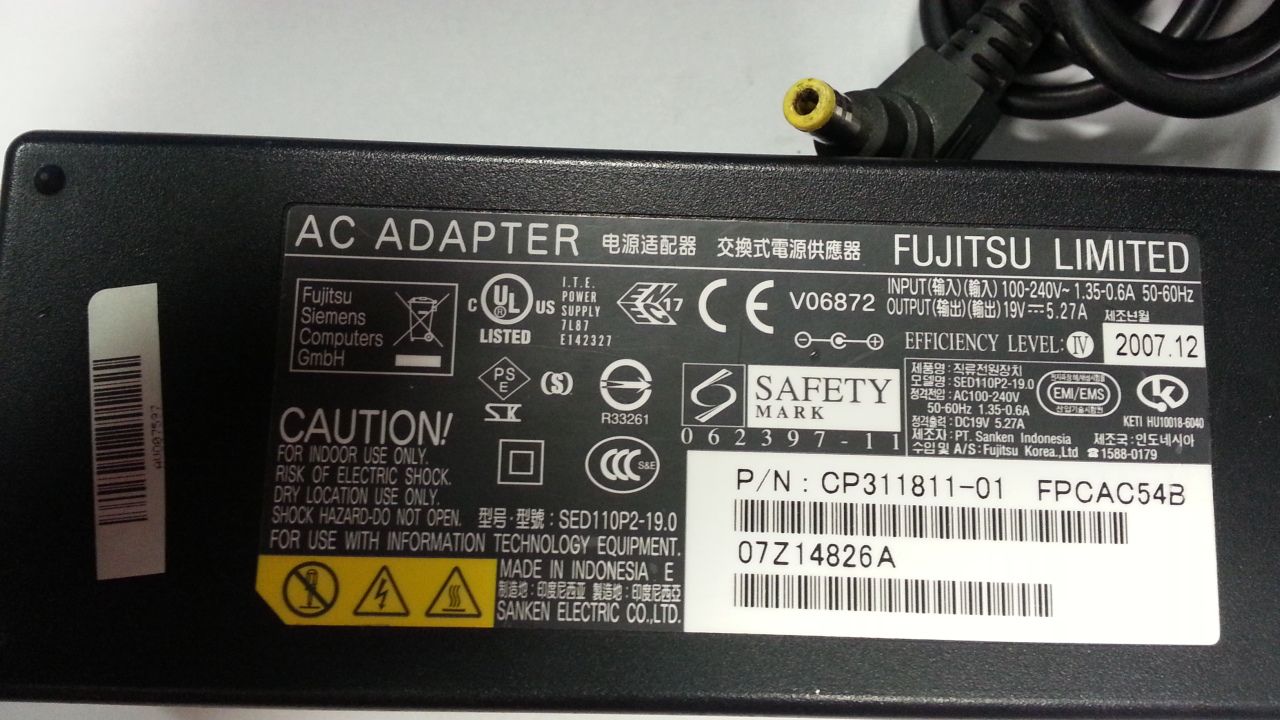 AC ADAPTER 电源适配器 交換式電源供應器 FUJITSU LIMITED
Fujitsu
Siemens
Computers
GmbH
C UL US
®
LISTED
I.T.E.
POWER
SUPPLY
7L87
E142327
17
CE
V06872
INPUT(输入)(輸入) 100-240V~ 1.35-0.6A 50-60Hz
OUTPUT(输出)(輸出) 19V⎓5.27A 제조년월
EFFICIENCY LEVEL: IV 2007.12
PS
E
(S)
R33261
SAFETY
MARK
062397-11
CCC S&E
제품명 : 직류전원장치
모델명 : SED110P2-19.0
정격전압 : AC100-240V
50-60Hz 1.35-0.6A
정격출력 : DC19V 5.27A
제조자 : PT. Sanken Indonesia 제조국 : 인도네시아
수입 및 A/S : Fujitsu Korea.,Ltd ☎1588-0179
EMI/EMS
KETI HU10018-6040
CAUTION!
FOR INDOOR USE ONLY.
RISK OF ELECTRIC SHOCK.
DRY LOCATION USE ONLY.
SHOCK HAZARD-DO NOT OPEN. 型号·型號 : SED110P2-19.0
FOR USE WITH INFORMATION TECHNOLOGY EQUIPMENT.
MADE IN INDONESIA E
制造地 : 印度尼西亚 製造地 : 印度尼西亞
SANKEN ELECTRIC CO.,LTD.
P/N : CP311811-01 FPCAC54B
07Z14826A